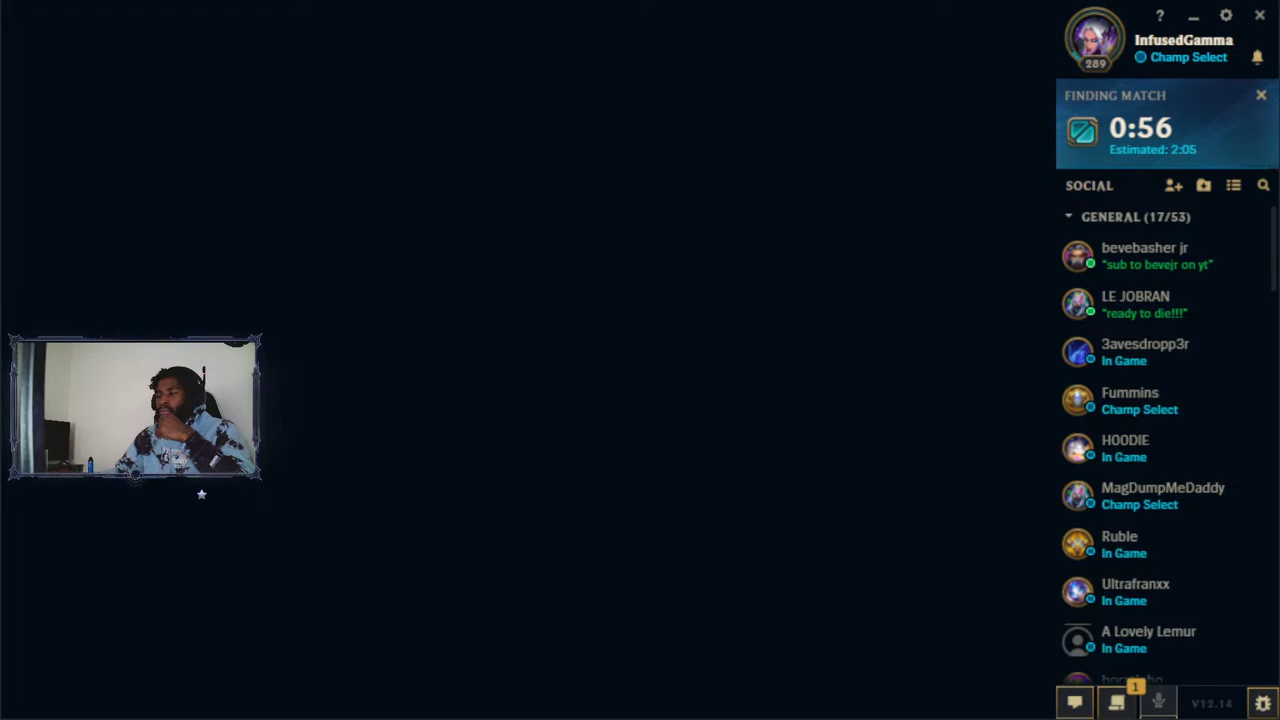 ?
InfusedGamma
Champ Select
289
FINDING MATCH
0:56
Estimated: 2:05
SOCIAL
GENERAL (17/53)
bevebasher jr
"sub to bevejr on yt"
LE JOBRAN
"ready to die!!!"
3avesdropp3r
In Game
Fummins
Champ Select
HOODIE
In Game
MagDumpMeDaddy
Champ Select
Ruble
In Game
Ultrafranxx
In Game
A Lovely Lemur
In Game
1
V12.14